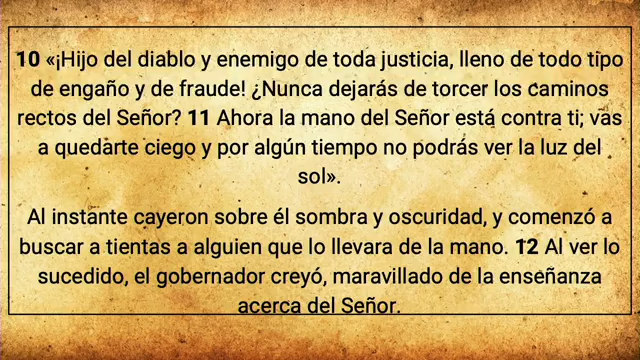 10 «¡Hijo del diablo y enemigo de toda justicia, lleno de todo tipo
de engaño y de fraude! ¿Nunca dejarás de torcer los caminos
rectos del Señor? 11 Ahora la mano del Señor está contra ti; vas
a quedarte ciego y por algún tiempo no podrás ver la luz del
sol».
Al instante cayeron sobre él sombra y oscuridad, y comenzó a
buscar a tientas a alguien que lo llevara de la mano. 12 Al ver lo
sucedido, el gobernador creyó, maravillado de la enseñanza
acerca del Señor.